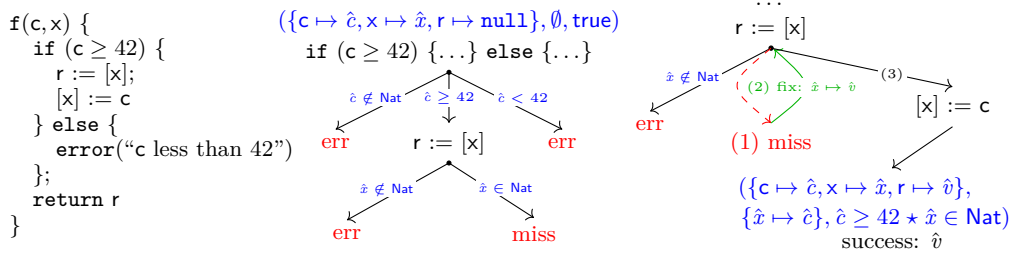 f(c,x) {
if (c ≥ 42) {
r := [x];
[x] := c
} else {
error(“c less than 42”)
};
return r
}
({c ↦ ĉ, x ↦ x̂, r ↦ null}, ∅, true)
if (c ≥ 42) {…} else {…}
ĉ ∉ Nat
ĉ ≥ 42
ĉ < 42
err
r := [x]
err
x̂ ∉ Nat
x̂ ∈ Nat
err
miss
…
r := [x]
x̂ ∉ Nat
(2) fix: x̂ ↦ v̂
(3)
err
(1) miss
[x] := c
({c ↦ ĉ, x ↦ x̂, r ↦ v̂},
{x̂ ↦ ĉ}, ĉ ≥ 42 ⋆ x̂ ∈ Nat)
success: v̂